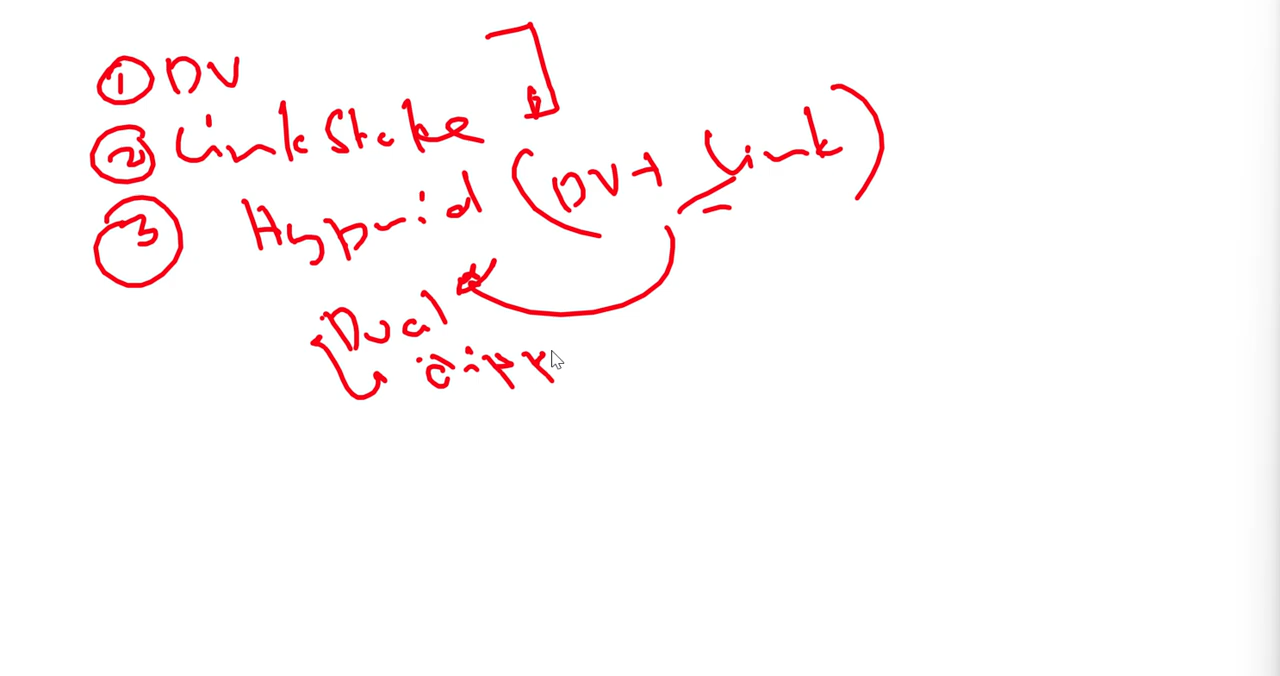 ① DV
② Link State
③ Hybrid (DV+ Link)
Dual